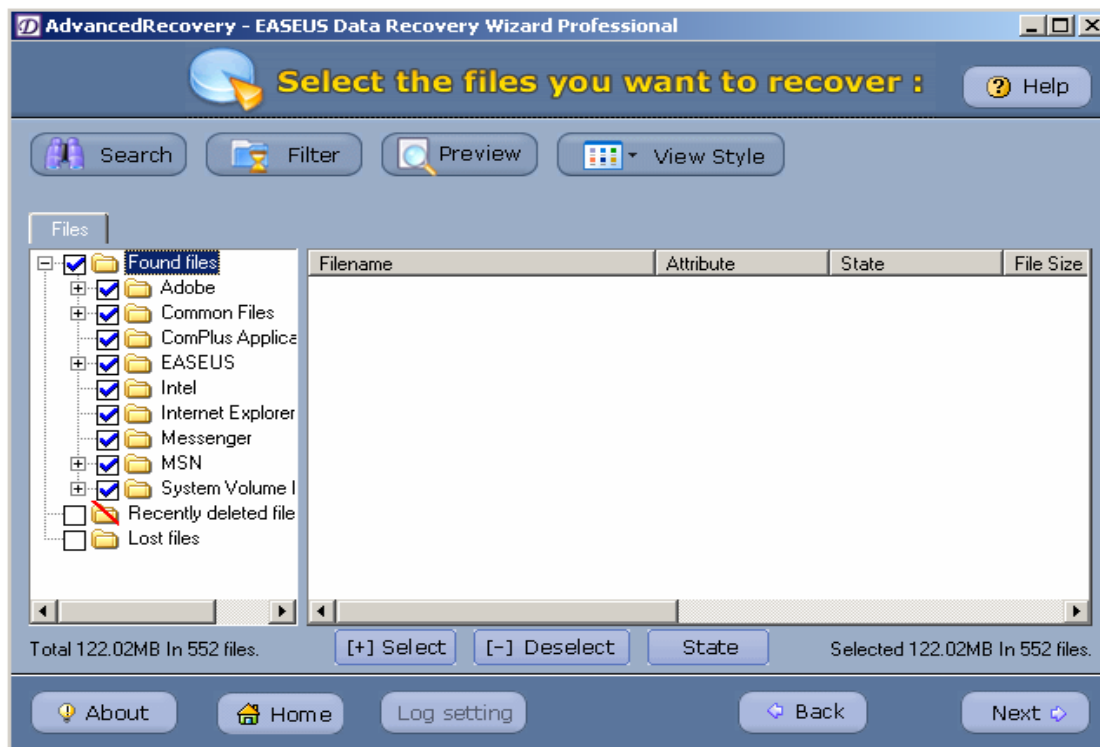 AdvancedRecovery - EASEUS Data Recovery Wizard Professional
Select the files you want to recover :
Help
Search
Filter
Preview
View Style
Files
Found files
Adobe
Common Files
ComPlus Applica
EASEUS
Intel
Internet Explorer
Messenger
MSN
System Volume I
Recently deleted file
Lost files
Filename Attribute State File Size
Total 122.02MB In 552 files.
[+] Select
[-] Deselect
State
Selected 122.02MB In 552 files.
About
Home
Log setting
Back
Next